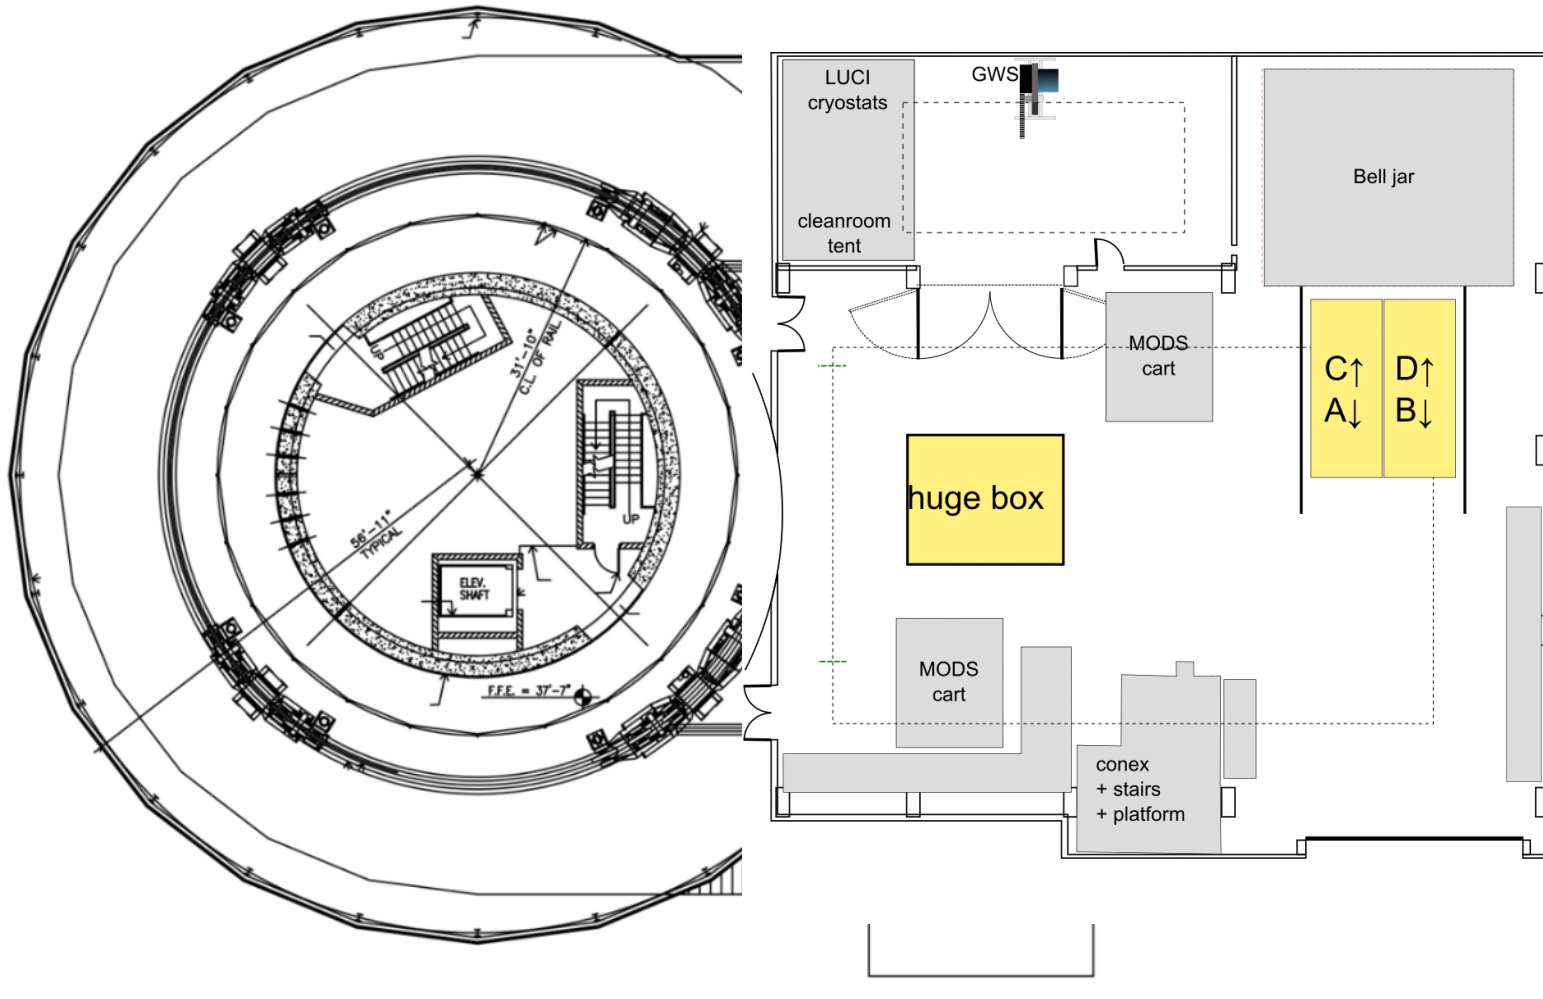 UP
31'-10"
C.L. OF RAIL
56'-11"
TYPICAL
UP
ELEV.
SHAFT
F.F.E. = 37'-7"
LUCI
cryostats
cleanroom
tent
GWS
Bell jar
MODS
cart
C↑ D↑
A↓ B↓
huge box
MODS
cart
conex
+ stairs
+ platform